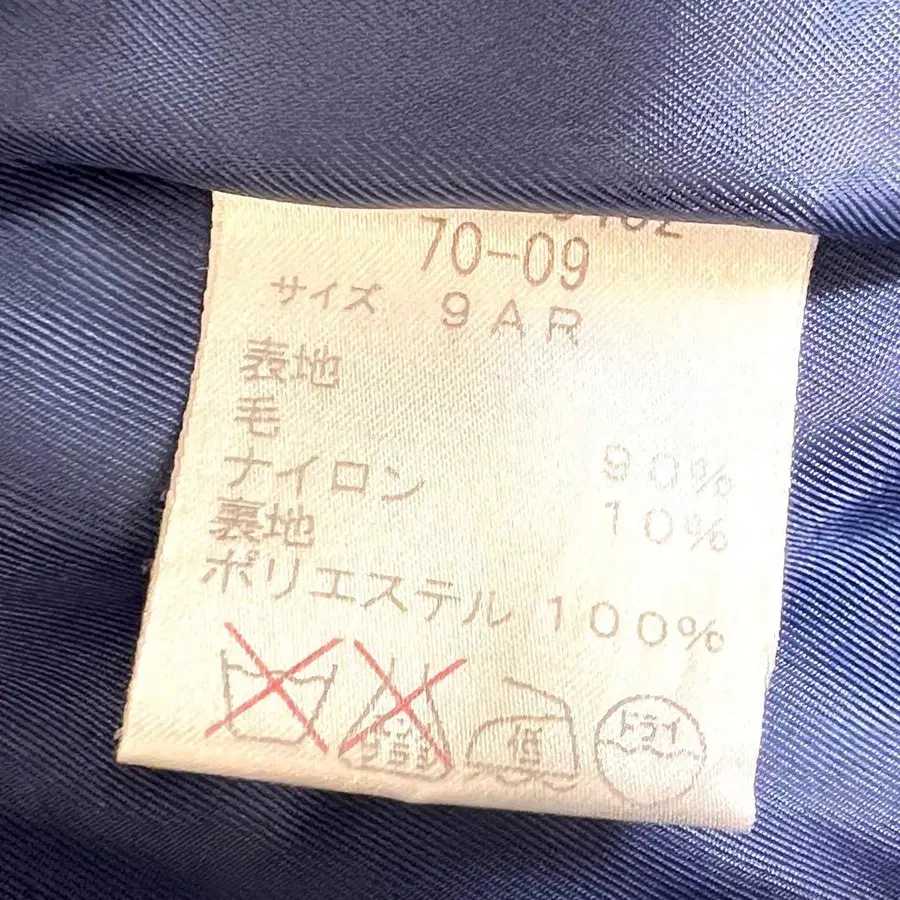 70-09
サイズ 9AR
表地
毛 90%
ナイロン 10%
裏地
ポリエステル 100%
低 ドライ